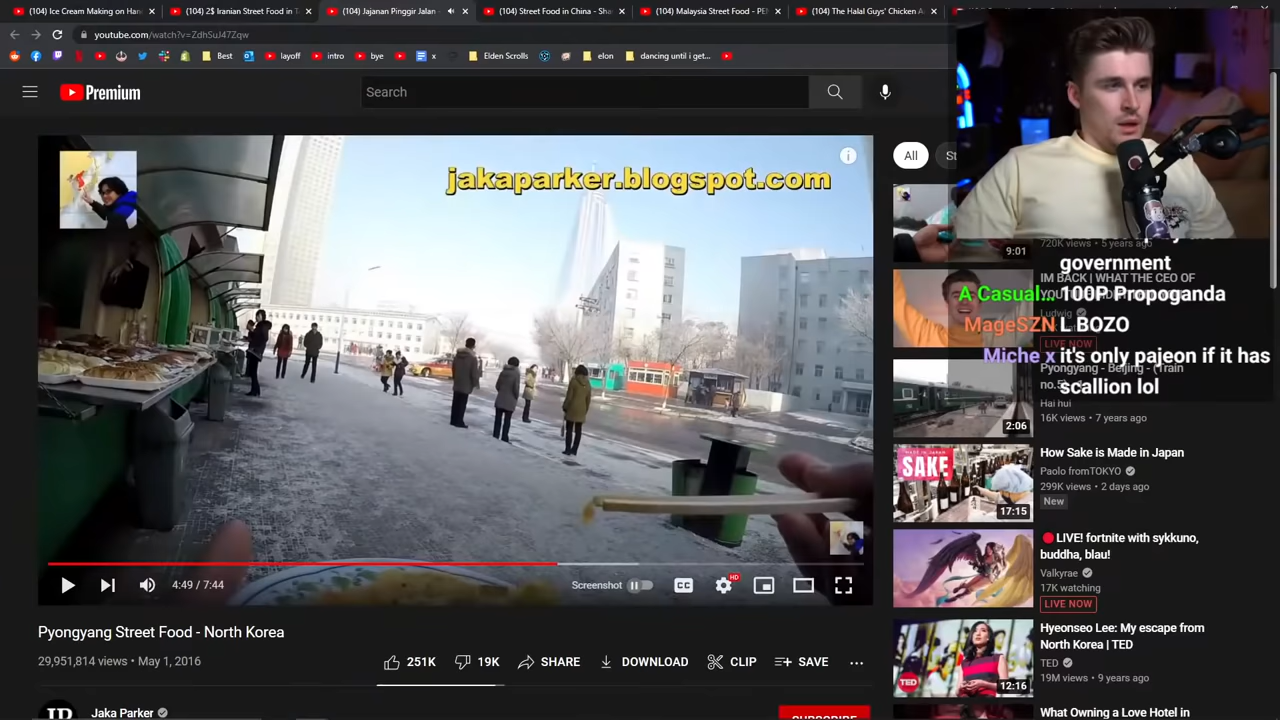 (104) Ice Cream Making on Han
(104) 2$ Iranian Street Food in T
(104) Jajanan Pinggir Jalan -
(104) Street Food in China - Sha
(104) Malaysia Street Food - PE
(104) The Halal Guys' Chicken A
youtube.com/watch?v=ZdhSuJ47Zqw
Best
layoff
intro
bye
x
Elden Scrolls
elon
dancing until i get...
Premium
Search
jakaparker.blogspot.com
All
720K views • 5 years ago
9:01
government
IM BACK | WHAT THE CEO OF
A Casual... 100P Propoganda
Ludwig
MageSZN L BOZO
LIVE NOW
Miche x it's only pajeon if it has
scallion lol
Pyongyang - Beijing - (Train
no.
Hai hui
16K views • 7 years ago
2:06
How Sake is Made in Japan
Paolo fromTOKYO
299K views • 2 days ago
New
SAKE
17:15
LIVE! fortnite with sykkuno,
buddha, blau!
Valkyrae
17K watching
LIVE NOW
4:49 / 7:44
Screenshot
CC
HD
Pyongyang Street Food - North Korea
29,951,814 views • May 1, 2016
251K
19K
SHARE
DOWNLOAD
CLIP
SAVE
Hyeonseo Lee: My escape from
North Korea | TED
TED
19M views • 9 years ago
TED
12:16
What Owning a Love Hotel in
JP
Jaka Parker
SUBSCRIBE